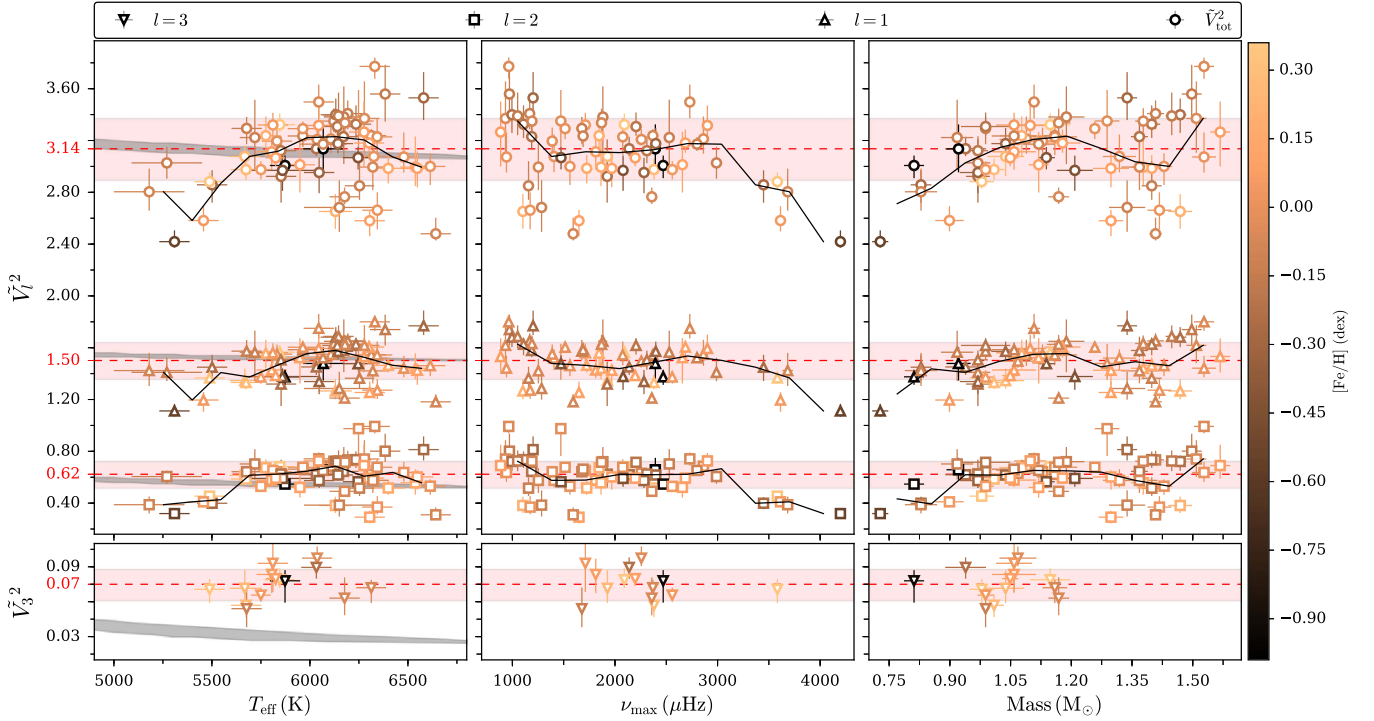 l = 3 l = 2 l = 1 Ṽ²tot
3.60
3.14
2.80
2.40
2.00
1.50
1.20
0.80
0.62
0.40
Ṽₗ²
0.09
0.07
0.03
Ṽ₃²
5000 5500 6000 6500
T_eff (K)
1000 2000 3000 4000
ν_max (μHz)
0.75 0.90 1.05 1.20 1.35 1.50
Mass (M⊙)
0.30
0.15
0.00
−0.15
−0.30
−0.45
−0.60
−0.75
−0.90
[Fe/H] (dex)